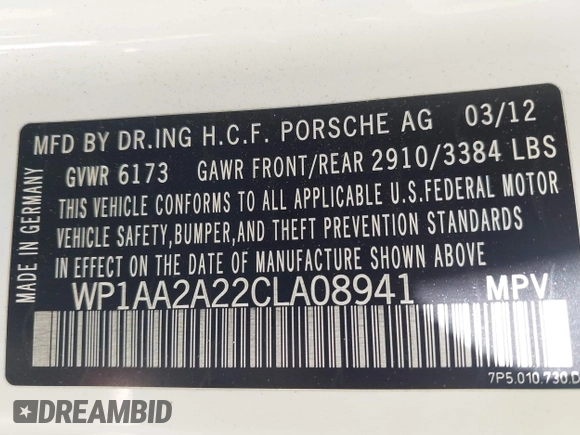 MFD BY DR.ING H.C.F. PORSCHE AG 03/12
GVWR 6173 GAWR FRONT/REAR 2910/3384 LBS
THIS VEHICLE CONFORMS TO ALL APPLICABLE U.S.FEDERAL MOTOR
VEHICLE SAFETY,BUMPER,AND THEFT PREVENTION STANDARDS
IN EFFECT ON THE DATE OF MANUFACTURE SHOWN ABOVE
WP1AA2A22CLA08941 MPV
MADE IN GERMANY
7P5.010.730.D
DREAMBID